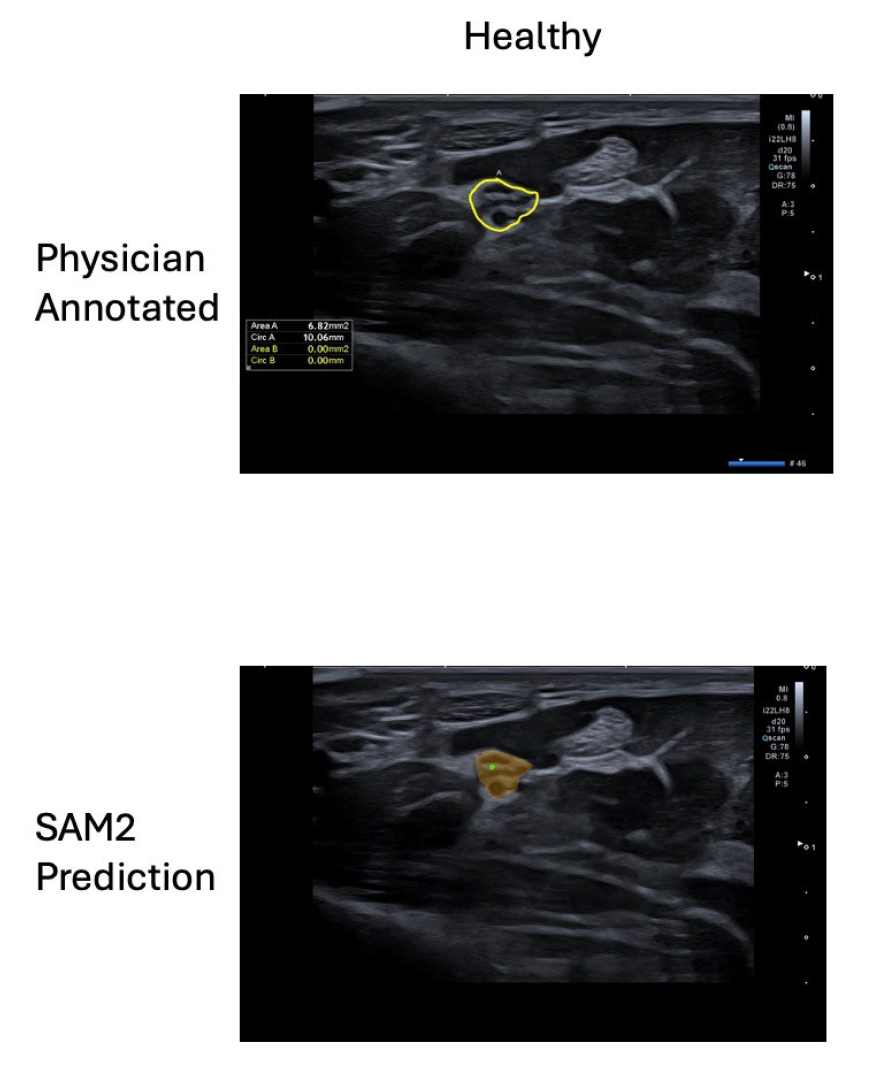 Healthy
Physician
Annotated
A
MI
(0.8)
i22LH8
d20
31 fps
Qscan
G:78
DR:75
A:3
P:5
0
1
Area A 6.82mm2
Circ A 10.06mm
Area B 0.00mm2
Circ B 0.00mm
# 46
SAM2
Prediction
MI
0.8
i22LH8
d20
31 fps
Qscan
G:78
DR:75
A:3
P:5
0
1